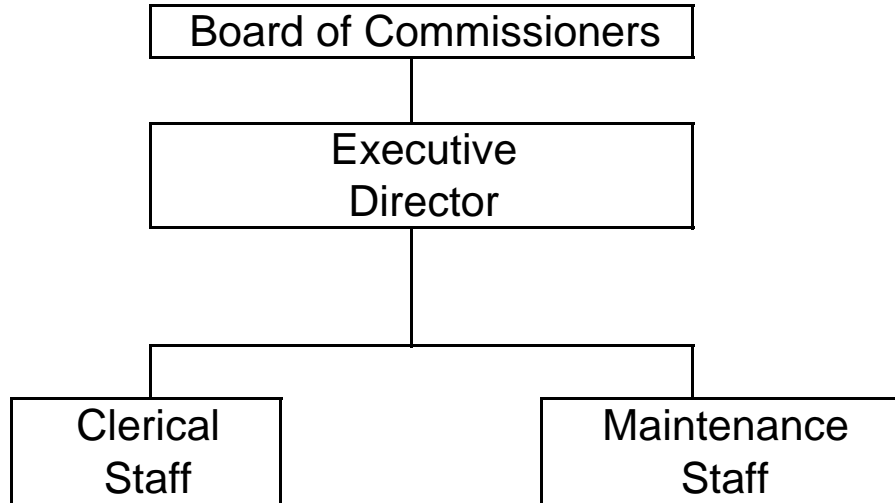 Board of Commissioners
Executive
Director
Clerical
Staff
Maintenance
Staff